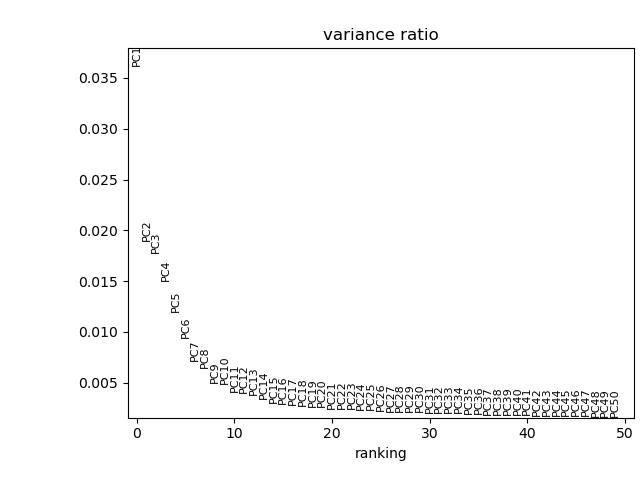 variance ratio
0.035
0.030
0.025
0.020
0.015
0.010
0.005
PC1
PC2
PC3
PC4
PC5
PC6
PC7
PC8
PC9
PC10
PC11
PC12
PC13
PC14
PC15
PC16
PC17
PC18
PC19
PC20
PC21
PC22
PC23
PC24
PC25
PC26
PC27
PC28
PC29
PC30
PC31
PC32
PC33
PC34
PC35
PC36
PC37
PC38
PC39
PC40
PC41
PC42
PC43
PC44
PC45
PC46
PC47
PC48
PC49
PC50
0 10 20 30 40 50
ranking